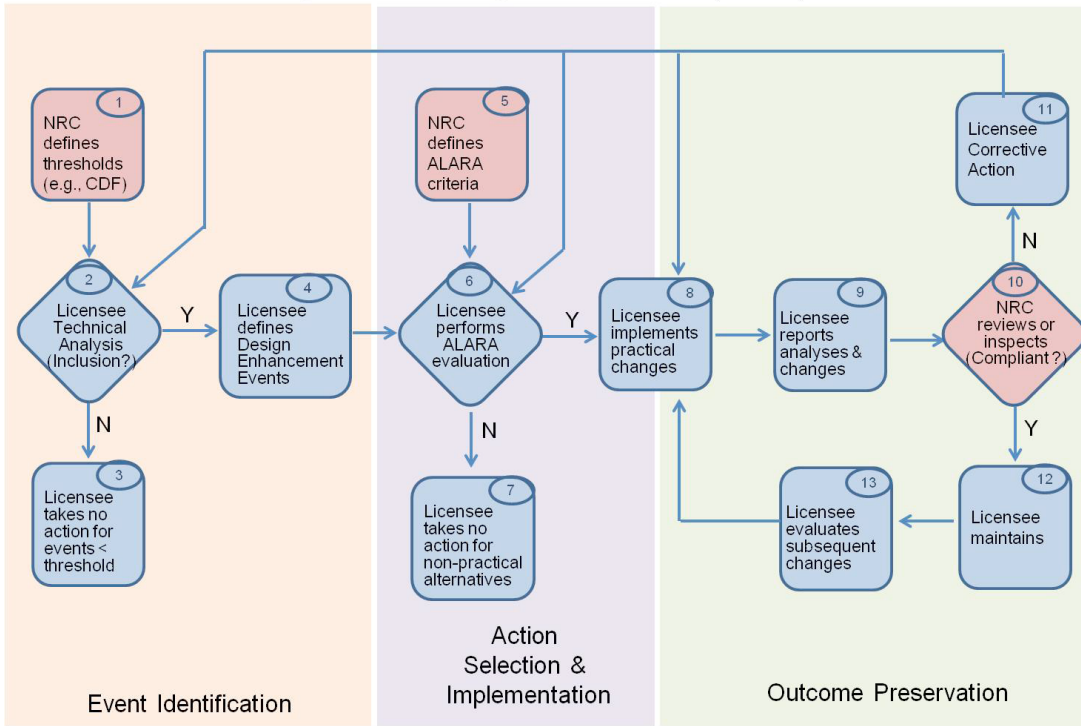 1
NRC
defines
thresholds
(e.g., CDF)
2
Licensee
Technical
Analysis
(Inclusion?)
Y
N
3
Licensee
takes no
action for
events <
threshold
4
Licensee
defines
Design
Enhancement
Events
5
NRC
defines
ALARA
criteria
6
Licensee
performs
ALARA
evaluation
Y
N
7
Licensee
takes no
action for
non-practical
alternatives
8
Licensee
implements
practical
changes
9
Licensee
reports
analyses &
changes
10
NRC
reviews or
inspects
(Compliant ?)
N
Y
11
Licensee
Corrective
Action
12
Licensee
maintains
13
Licensee
evaluates
subsequent
changes
Event Identification
Action
Selection &
Implementation
Outcome Preservation